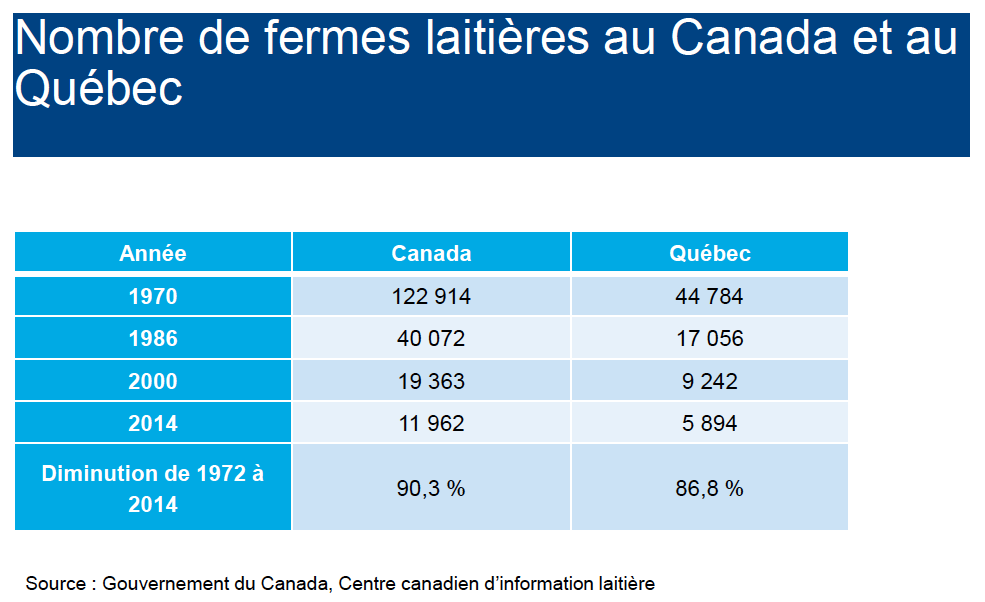 Nombre de fermes laitières au Canada et au
Québec
Année Canada Québec
1970 122 914 44 784
1986 40 072 17 056
2000 19 363 9 242
2014 11 962 5 894
Diminution de 1972 à
2014 90,3 % 86,8 %
Source : Gouvernement du Canada, Centre canadien d’information laitière